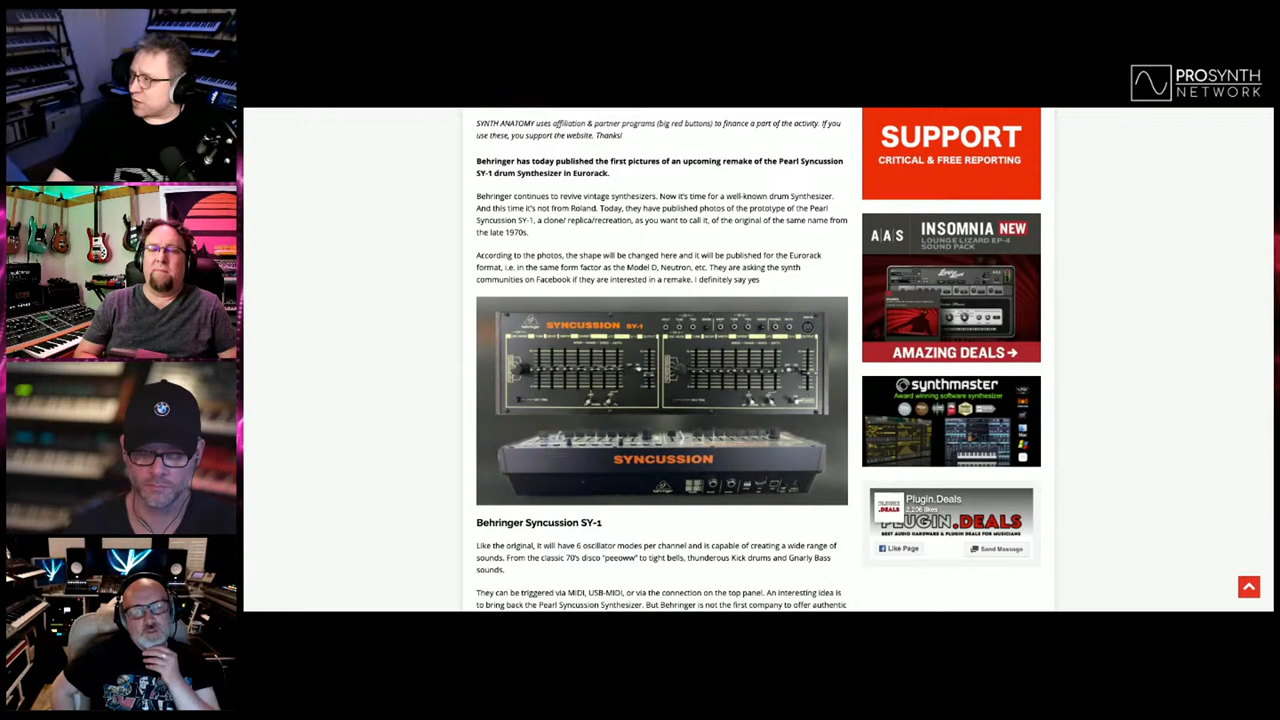 PROSYNTH
NETWORK
SYNTH ANATOMY uses affiliation & partner programs (big red buttons) to finance a part of the activity. If you
use these, you support the website. Thanks!
Behringer has today published the first pictures of an upcoming remake of the Pearl Syncussion
SY-1 drum Synthesizer in Eurorack.
Behringer continues to revive vintage synthesizers. Now it's time for a well-known drum Synthesizer.
And this time it's not from Roland. Today, they have published photos of the prototype of the Pearl
Syncussion SY-1, a clone/ replica/recreation, as you want to call it, of the original of the same name from
the late 1970s.
According to the photos, the shape will be changed here and it will be published for the Eurorack
format, i.e. in the same form factor as the Model D, Neutron, etc. They are asking the synth
communities on Facebook if they are interested in a remake. I definitely say yes
behringer
SYNCUSSION SY-1
SYNCUSSION
Behringer Syncussion SY-1
Like the original, it will have 6 oscillator modes per channel and is capable of creating a wide range of
sounds. From the classic 70's disco "peeoww" to tight bells, thunderous Kick drums and Gnarly Bass
sounds.
They can be triggered via MIDI, USB-MIDI, or via the connection on the top panel. An interesting idea is
to bring back the Pearl Syncussion Synthesizer. But Behringer is not the first company to offer authentic
SUPPORT
CRITICAL & FREE REPORTING
AAS INSOMNIA NEW
LOUNGE LIZARD EP-4
SOUND PACK
AMAZING DEALS
synthmaster
Award winning software synthesizer
Plugin.Deals
2,206 likes
PLUGIN.DEALS
BEST AUDIO HARDWARE & PLUGIN DEALS FOR MUSICIANS
Like Page
Send Message